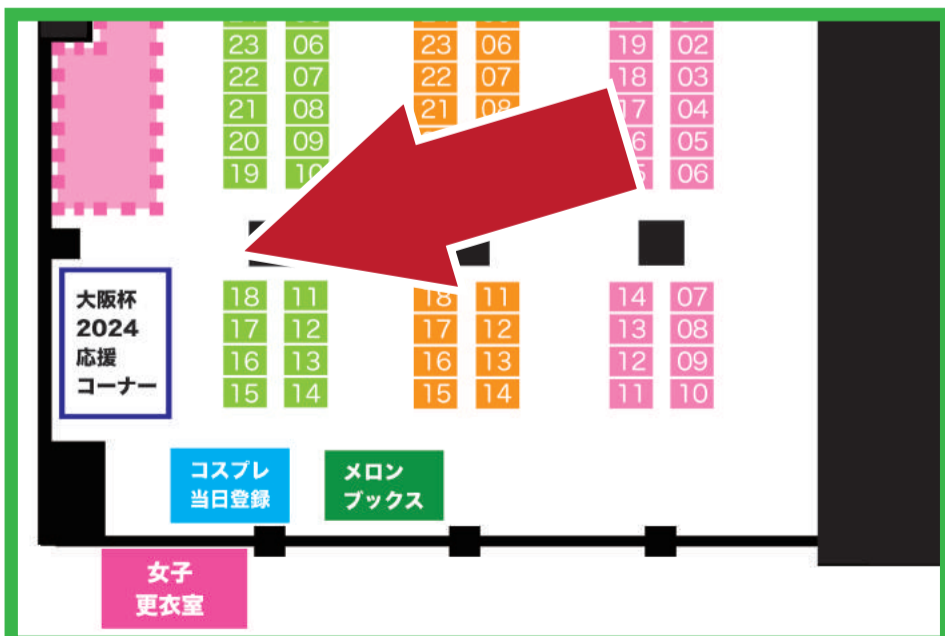 23 06 23 06 19 02
22 07 22 07 18 03
21 08 21 08 17 04
20 09 05
19 10 06
18 11 18 11 14 07
17 12 17 12 13 08
16 13 16 13 12 09
15 14 15 14 11 10
大阪杯
2024
応援
コーナー
コスプレ
当日登録
メロン
ブックス
女子
更衣室